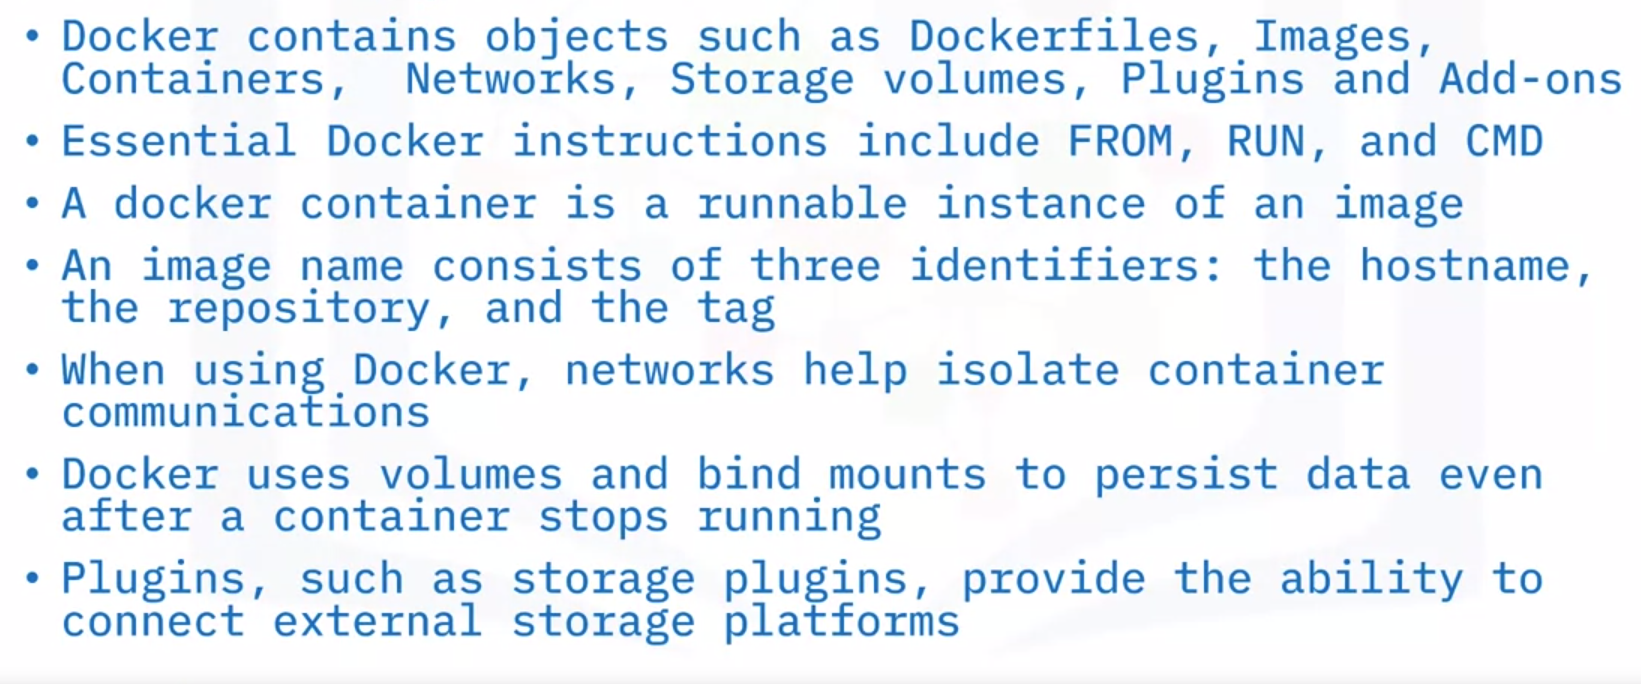 • Docker contains objects such as Dockerfiles, Images,
Containers,  Networks, Storage volumes, Plugins and Add-ons
• Essential Docker instructions include FROM, RUN, and CMD
• A docker container is a runnable instance of an image
• An image name consists of three identifiers: the hostname,
the repository, and the tag
• When using Docker, networks help isolate container
communications
• Docker uses volumes and bind mounts to persist data even
after a container stops running
• Plugins, such as storage plugins, provide the ability to
connect external storage platforms